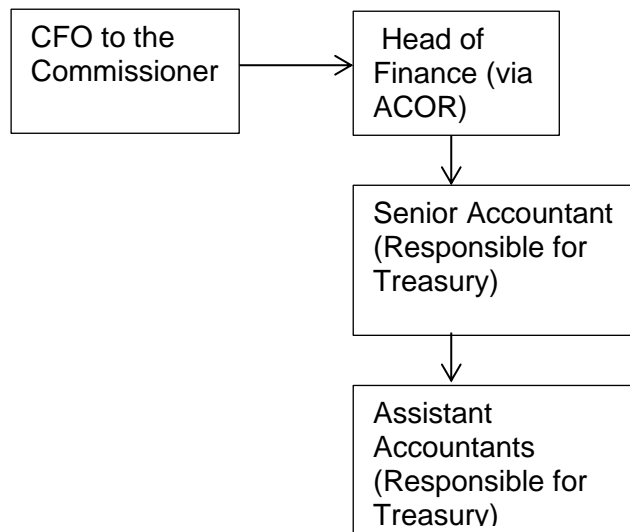 CFO to the
Commissioner
Head of
Finance (via
ACOR)
Senior Accountant
(Responsible for
Treasury)
Assistant
Accountants
(Responsible for
Treasury)